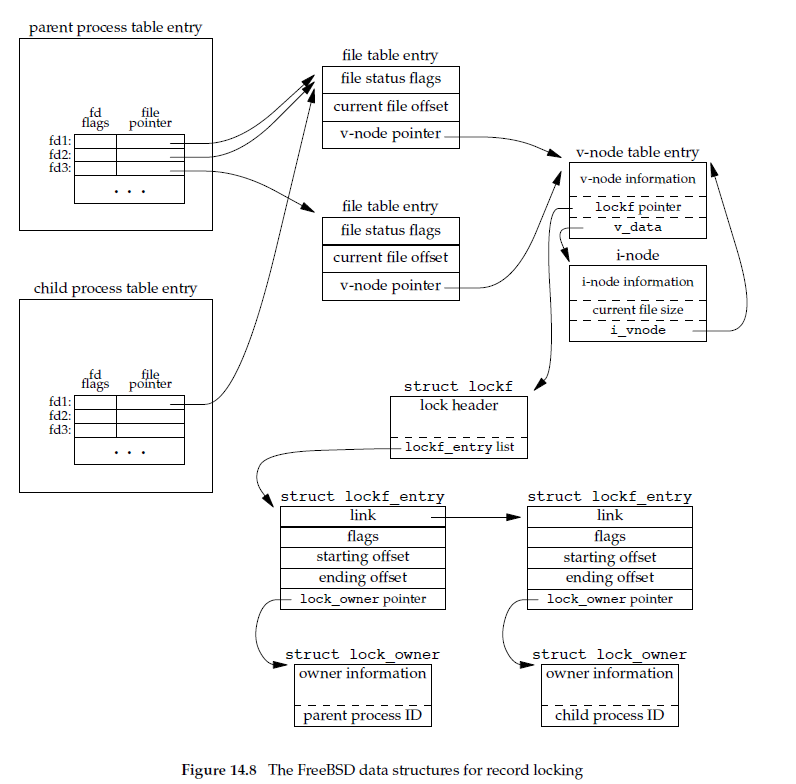 parent process table entry
fd
flags
file
pointer
fd1:
fd2:
fd3:
. . .
file table entry
file status flags
current file offset
v-node pointer
file table entry
file status flags
current file offset
v-node pointer
v-node table entry
v-node information
lockf pointer
v_data
i-node
i-node information
current file size
i_vnode
child process table entry
fd
flags
file
pointer
fd1:
fd2:
fd3:
. . .
struct lockf
lock header
lockf_entry list
struct lockf_entry
link
flags
starting offset
ending offset
lock_owner pointer
struct lockf_entry
link
flags
starting offset
ending offset
lock_owner pointer
struct lock_owner
owner information
parent process ID
struct lock_owner
owner information
child process ID
Figure 14.8 The FreeBSD data structures for record locking